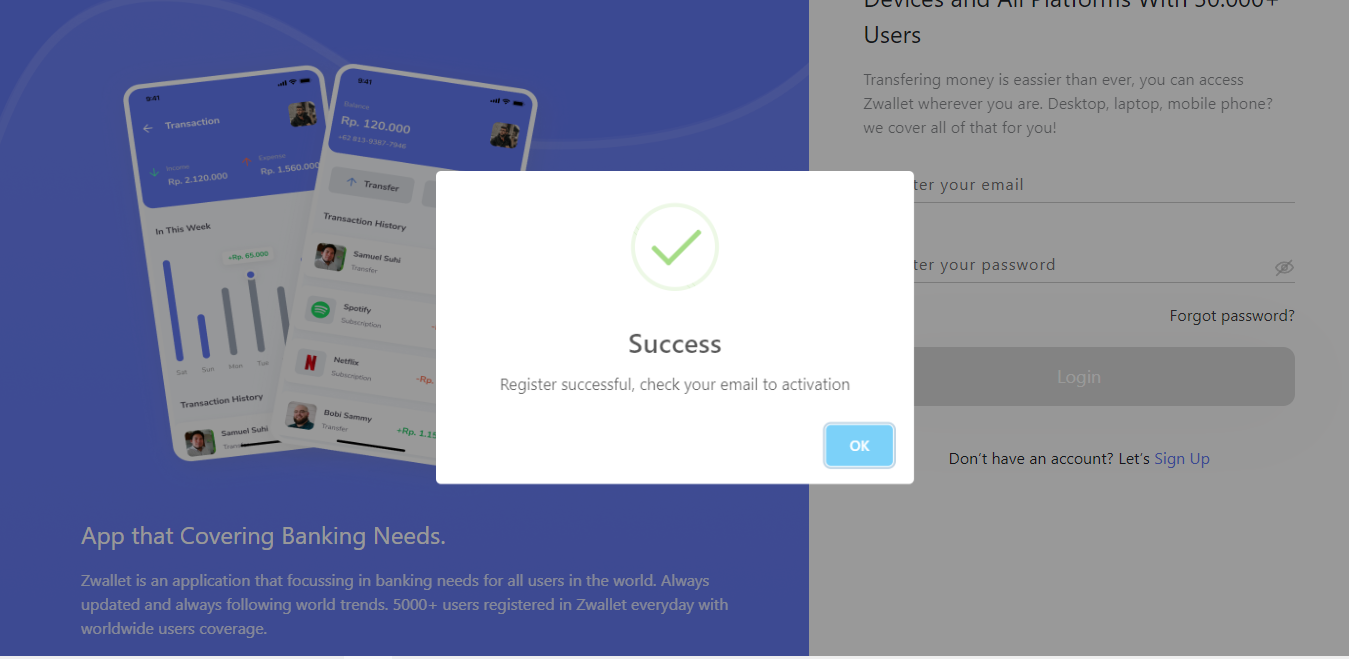 Devices and All Platforms With 30.000+
Users
Transfering money is eassier than ever, you can access
Zwallet wherever you are. Desktop, laptop, mobile phone?
we cover all of that for you!
ter your email
ter your password
Forgot password?
Login
Don't have an account? Let's Sign Up
9:41
Transaction
Income
Rp. 2.120.000
Expense
Rp. 1.560.000
In This Week
+Rp. 65.000
Sat Sun Mon Tue
Transaction History
Samuel Suhi
9:41
Balance
Rp. 120.000
+62 813-9387-7946
Transfer
Transaction History
Samuel Suhi
Transfer
Spotify
Subscription
Netflix
Subscription
-Rp.
Bobi Sammy
Transfer
+Rp. 1.15
Success
Register successful, check your email to activation
OK
App that Covering Banking Needs.
Zwallet is an application that focussing in banking needs for all users in the world. Always
updated and always following world trends. 5000+ users registered in Zwallet everyday with
worldwide users coverage.